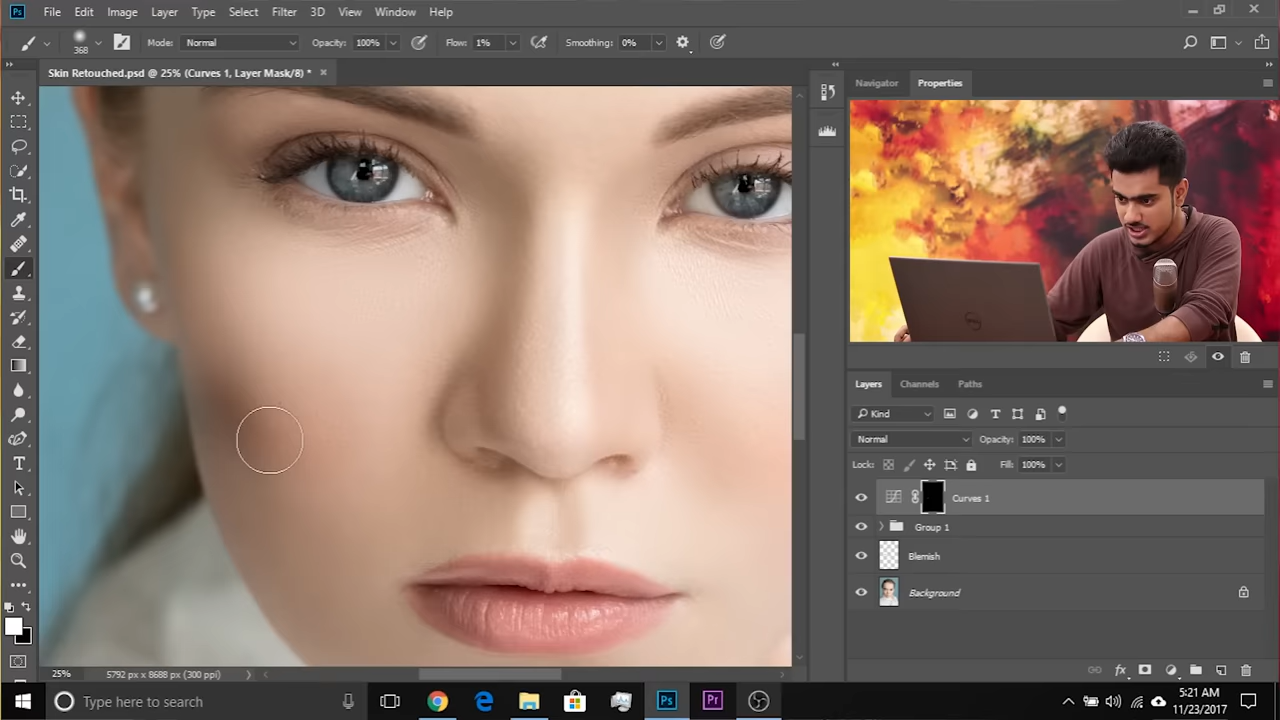 Ps File Edit Image Layer Type Select Filter 3D View Window Help
368 Mode: Normal Opacity: 100% Flow: 1% Smoothing: 0%
Skin Retouched.psd @ 25% (Curves 1, Layer Mask/8) * ×
Navigator Properties
Layers Channels Paths
Kind
Normal Opacity: 100%
Lock: Fill: 100%
Curves 1
Group 1
Blemish
Background
25% 5792 px x 8688 px (300 ppi)
Type here to search
Ps Pr
5:21 AM
11/23/2017